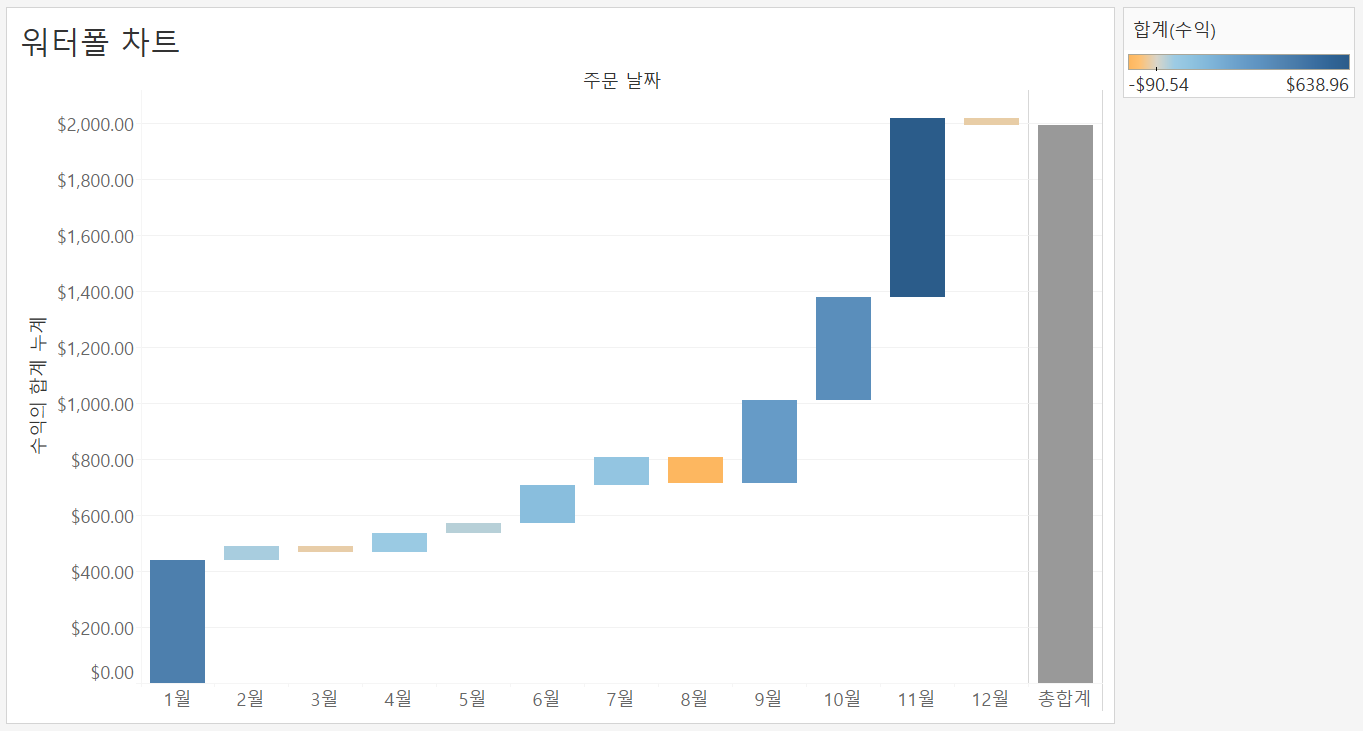 워터폴 차트
주문 날짜
수익의 합계 누계
$2,000.00
$1,800.00
$1,600.00
$1,400.00
$1,200.00
$1,000.00
$800.00
$600.00
$400.00
$200.00
$0.00
1월 2월 3월 4월 5월 6월 7월 8월 9월 10월 11월 12월 총합계
합계(수익)
-$90.54 $638.96